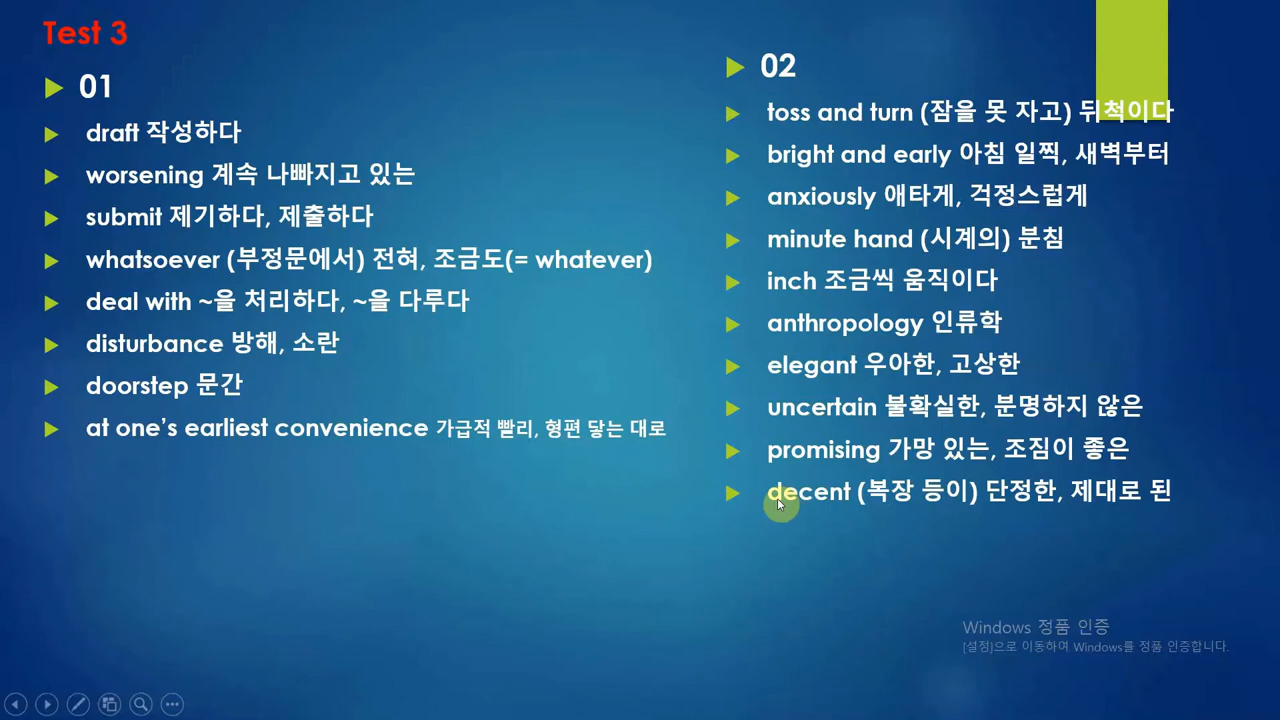 Test 3
01
draft 작성하다
worsening 계속 나빠지고 있는
submit 제기하다, 제출하다
whatsoever (부정문에서) 전혀, 조금도(= whatever)
deal with ~을 처리하다, ~을 다루다
disturbance 방해, 소란
doorstep 문간
at one’s earliest convenience 가급적 빨리, 형편 닿는 대로
02
toss and turn (잠을 못 자고) 뒤척이다
bright and early 아침 일찍, 새벽부터
anxiously 애타게, 걱정스럽게
minute hand (시계의) 분침
inch 조금씩 움직이다
anthropology 인류학
elegant 우아한, 고상한
uncertain 불확실한, 분명하지 않은
promising 가망 있는, 조짐이 좋은
decent (복장 등이) 단정한, 제대로 된
Windows 정품 인증
[설정]으로 이동하여 Windows를 정품 인증합니다.